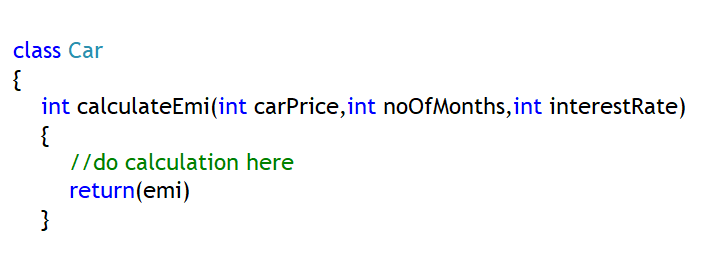 class Car
{
int calculateEmi(int carPrice,int noOfMonths,int interestRate)
{
//do calculation here
return(emi)
}